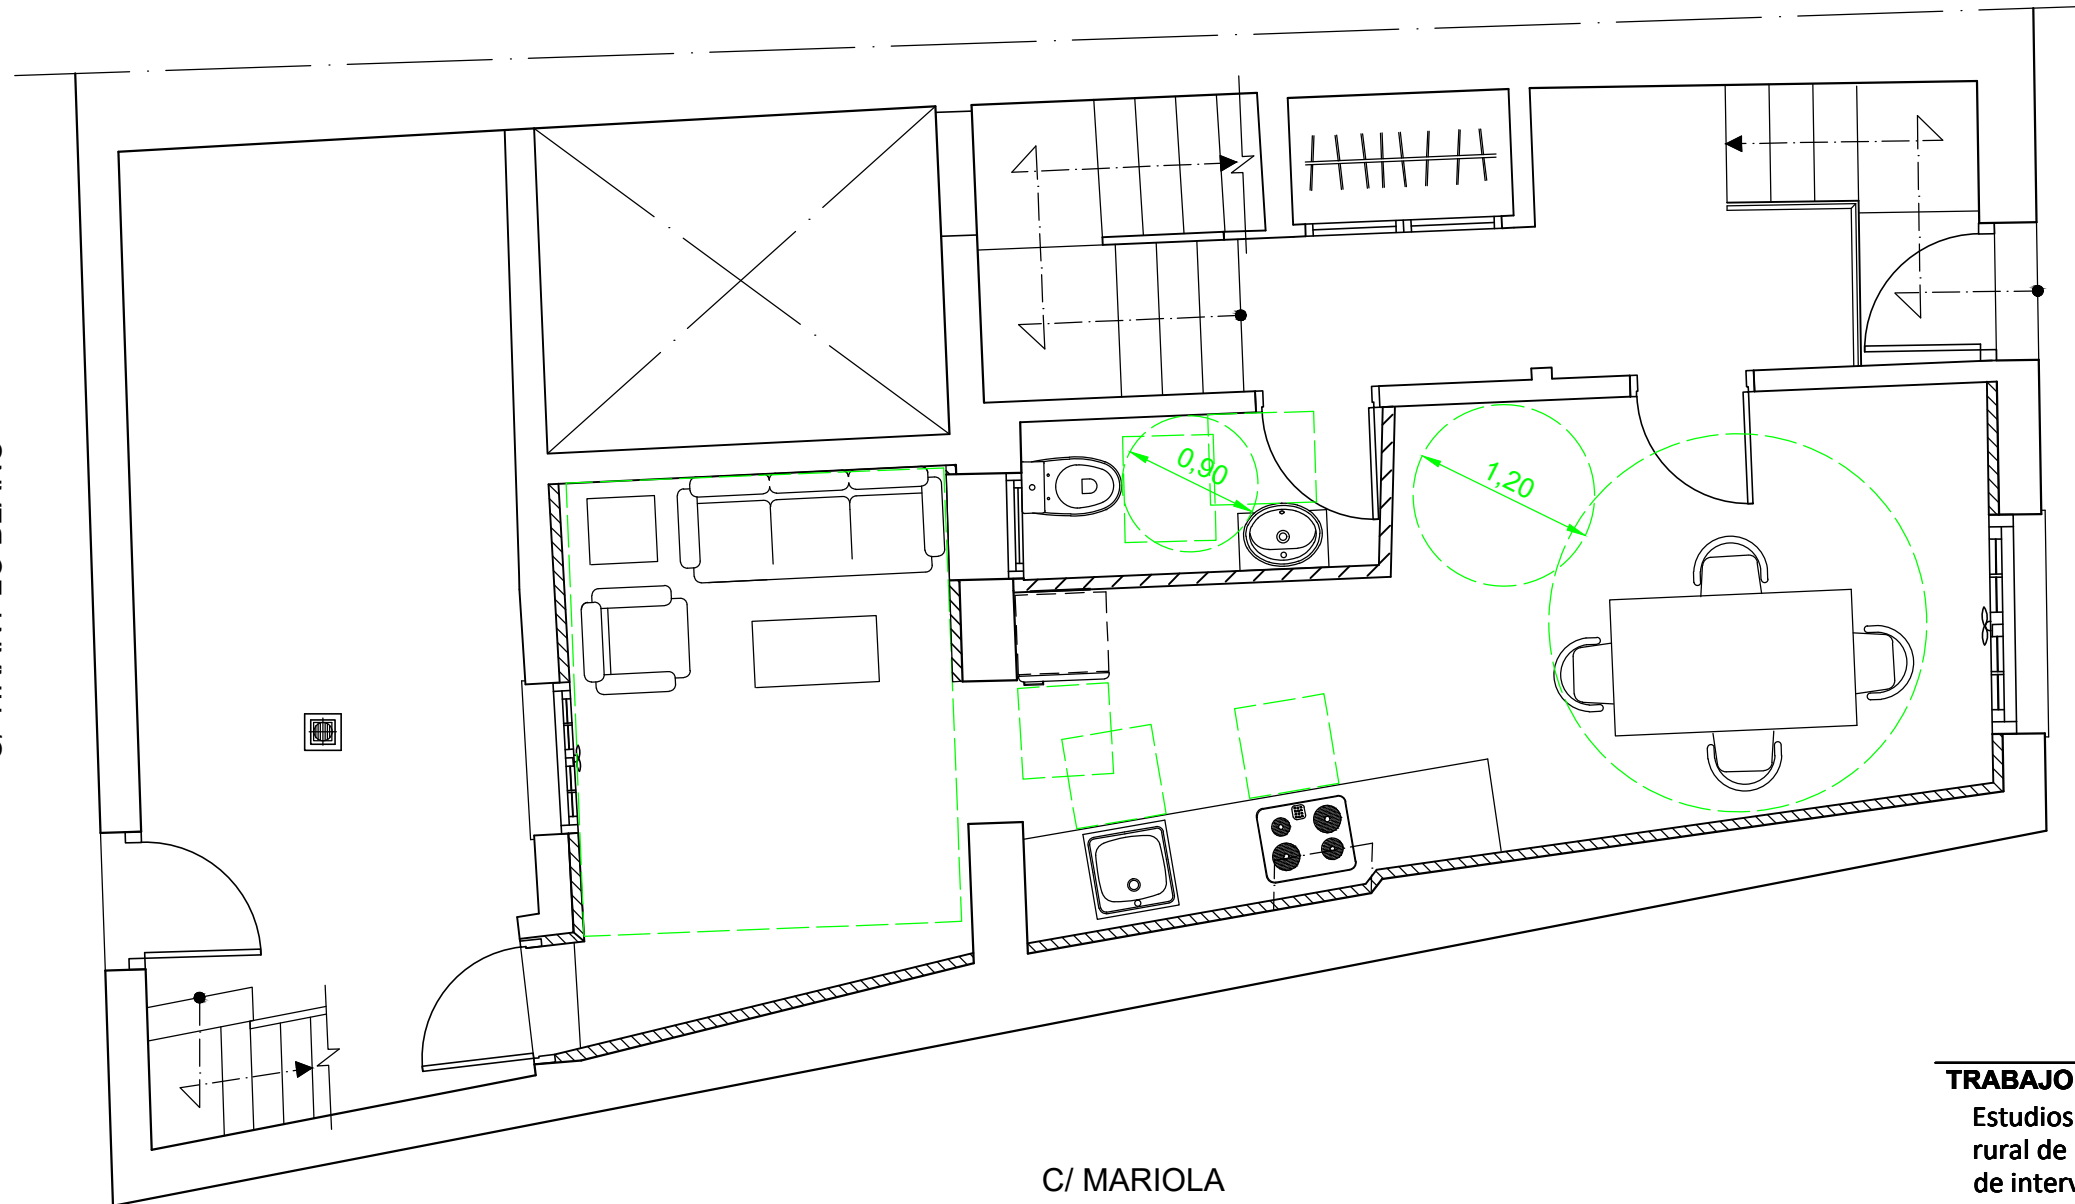 0,90
1,20
C/ MARIOLA
TRABAJO
Estudios
rural de
de interv